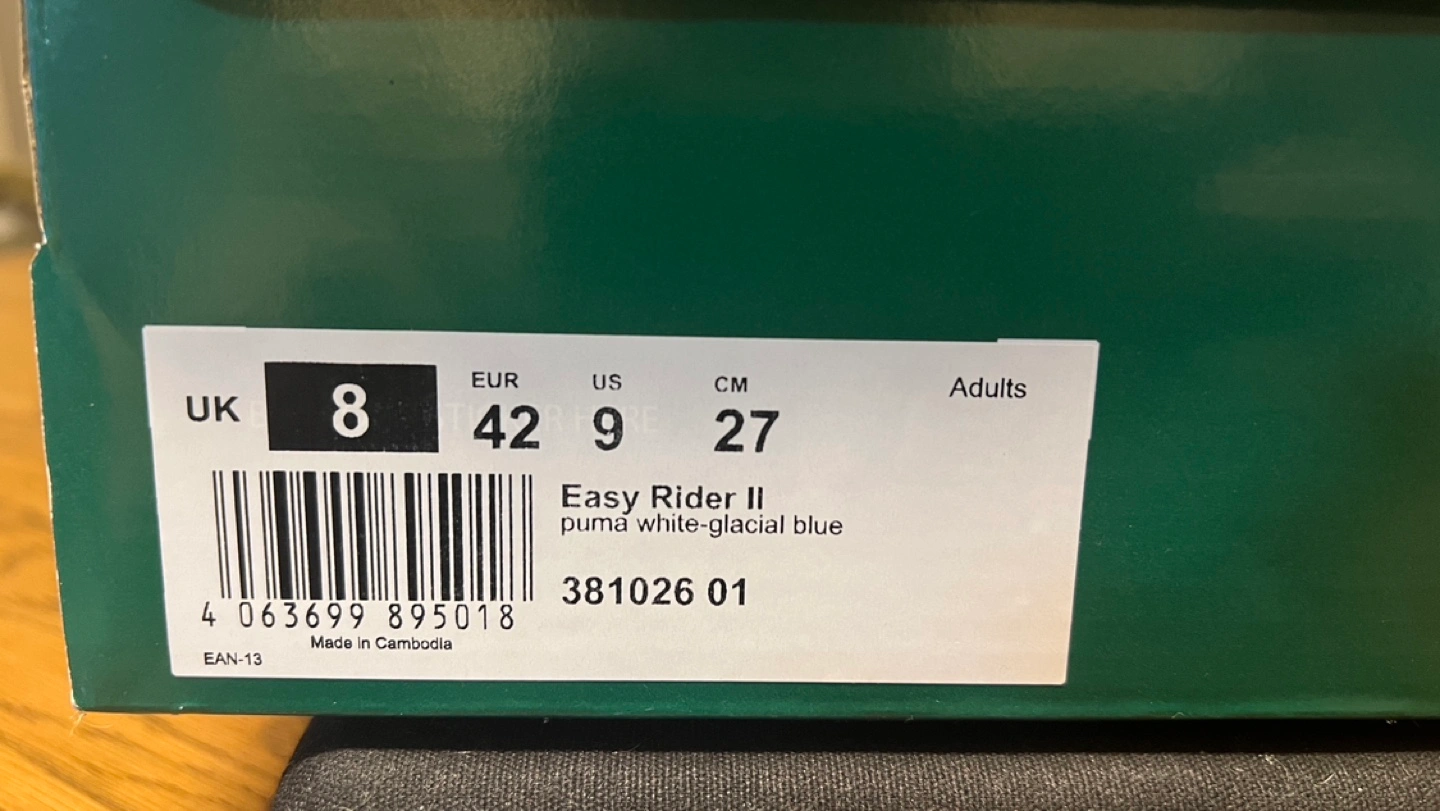 EUR US CM Adults
UK 8 42 9 27
Easy Rider II
puma white-glacial blue
381026 01
4 063699 895018
Made in Cambodia
EAN-13